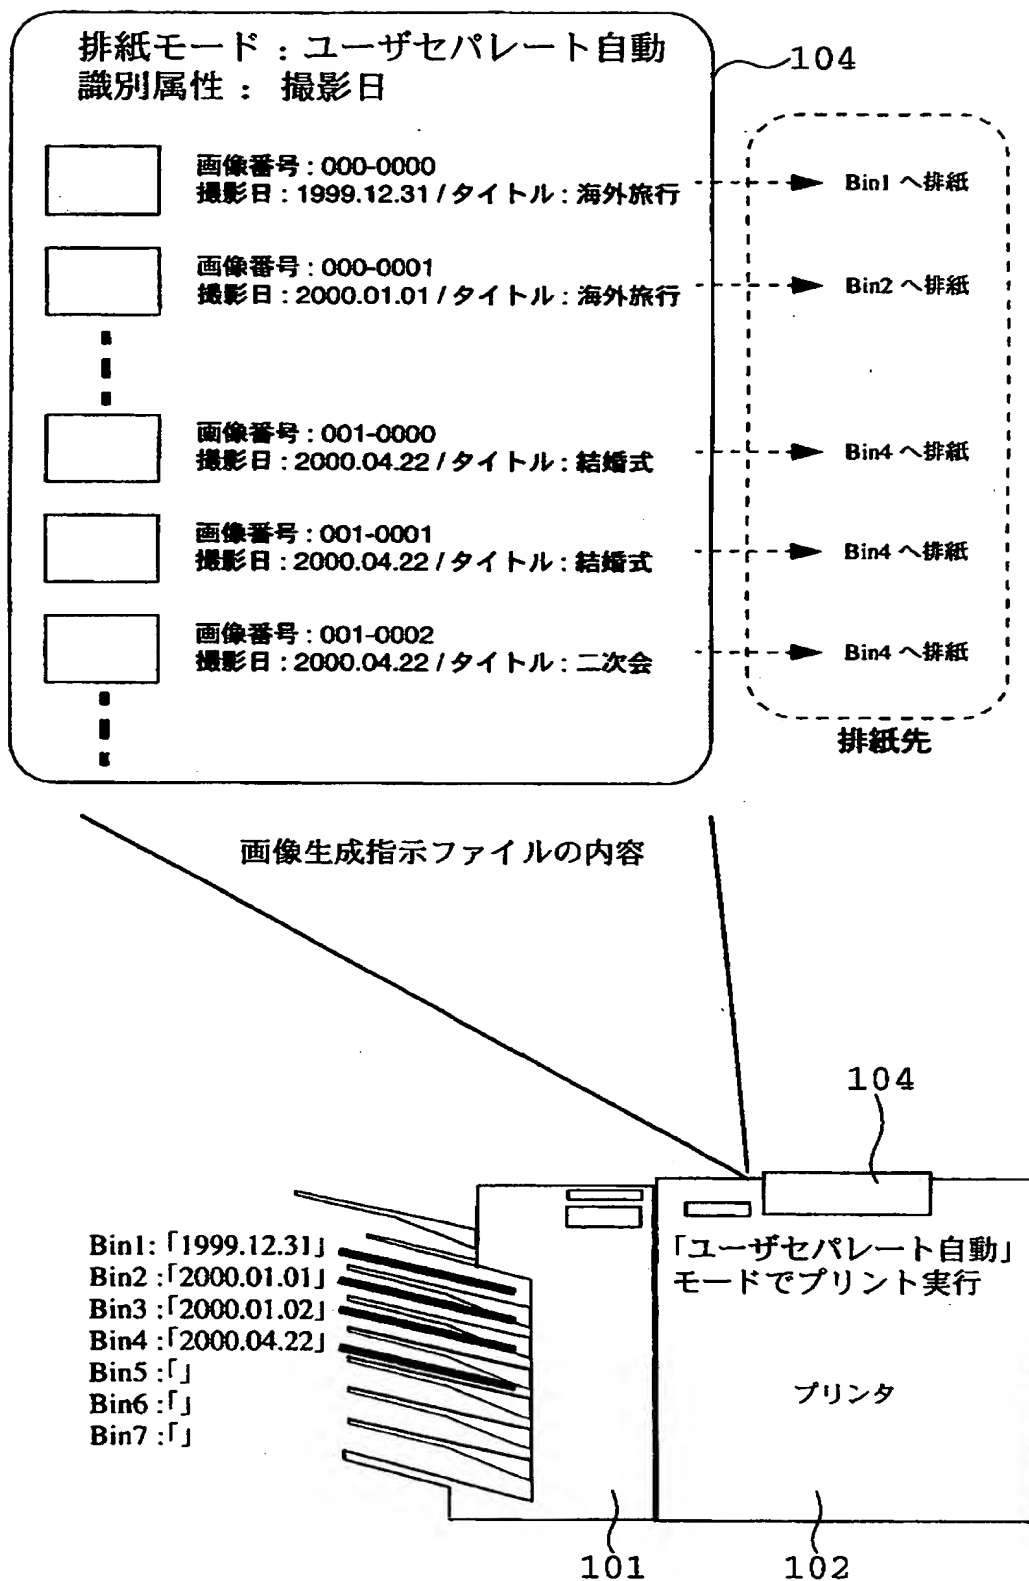 排紙モード：ユーザセパレート自動
識別属性： 撮影日
104
画像番号 : 000-0000
撮影日 : 1999.12.31 / タイトル : 海外旅行
Bin1 へ排紙
画像番号 : 000-0001
撮影日 : 2000.01.01 / タイトル : 海外旅行
Bin2 へ排紙
画像番号 : 001-0000
撮影日 : 2000.04.22 / タイトル : 結婚式
Bin4 へ排紙
画像番号 : 001-0001
撮影日 : 2000.04.22 / タイトル : 結婚式
Bin4 へ排紙
画像番号 : 001-0002
撮影日 : 2000.04.22 / タイトル : 二次会
Bin4 へ排紙
排紙先
画像生成指示ファイルの内容
104
Bin1:「1999.12.31」
Bin2 :「2000.01.01」
Bin3 :「2000.01.02」
Bin4 :「2000.04.22」
Bin5 :「」
Bin6 :「」
Bin7 :「」
「ユーザセパレート自動」
モードでプリント実行
プリンタ
101
102